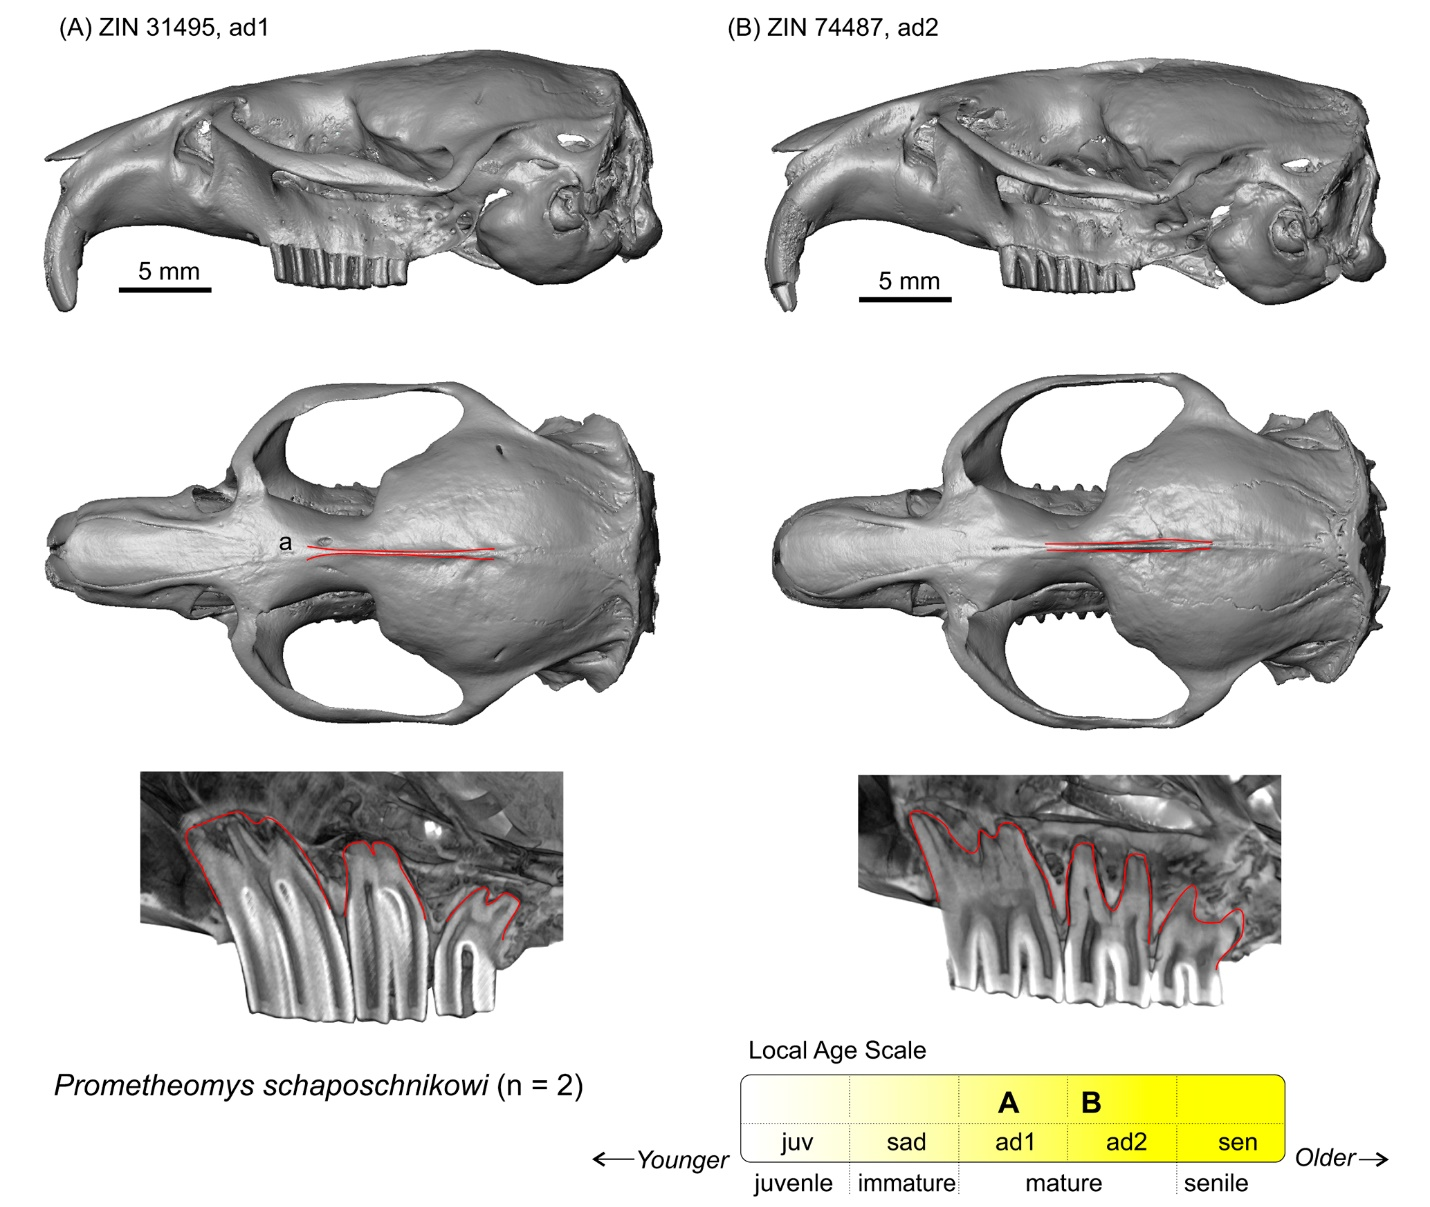 (A) ZIN 31495, ad1
(B) ZIN 74487, ad2
5 mm
5 mm
a
Prometheomys schaposchnikowi (n = 2)
Local Age Scale
A B
juv sad ad1 ad2 sen
←Younger
Older→
juvenle immature mature senile